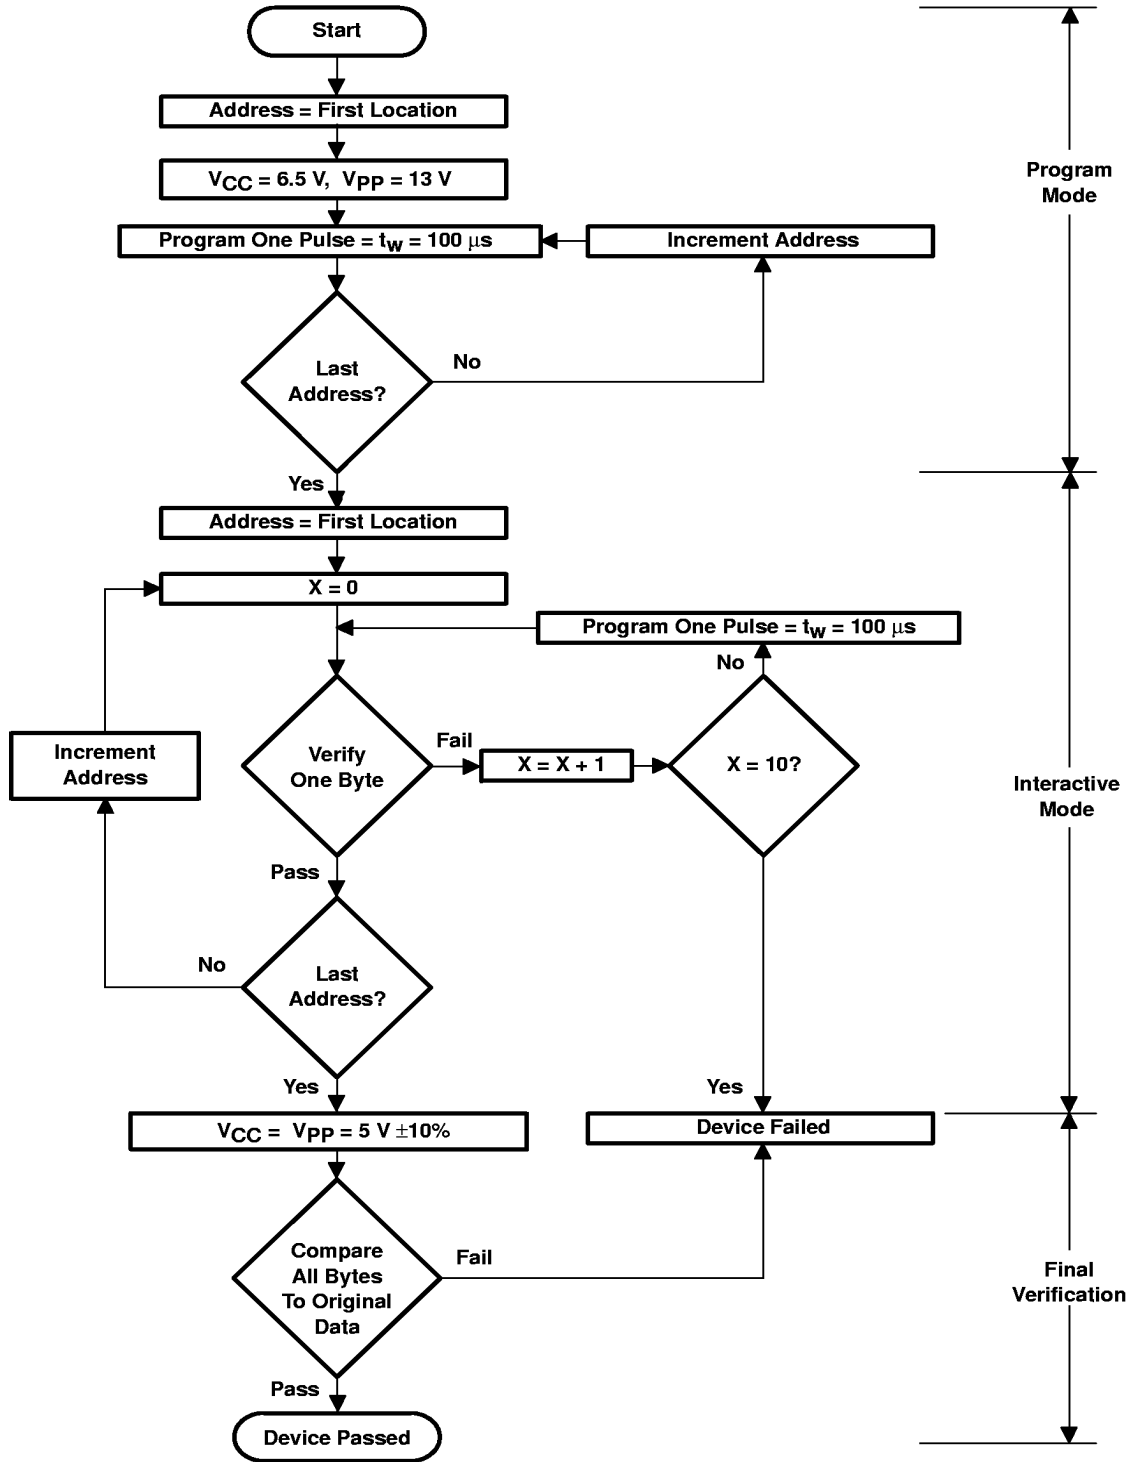 Start
Address = First Location
VCC = 6.5 V, VPP = 13 V
Program One Pulse = tw = 100 µs
Increment Address
Last
Address?
No
Yes
Program
Mode
Address = First Location
X = 0
Program One Pulse = tw = 100 µs
No
Increment
Address
Verify
One Byte
Fail
X = X + 1
X = 10?
Interactive
Mode
Pass
Last
Address?
No
Yes
Yes
VCC = VPP = 5 V ±10%
Device Failed
Compare
All Bytes
To Original
Data
Fail
Final
Verification
Pass
Device Passed